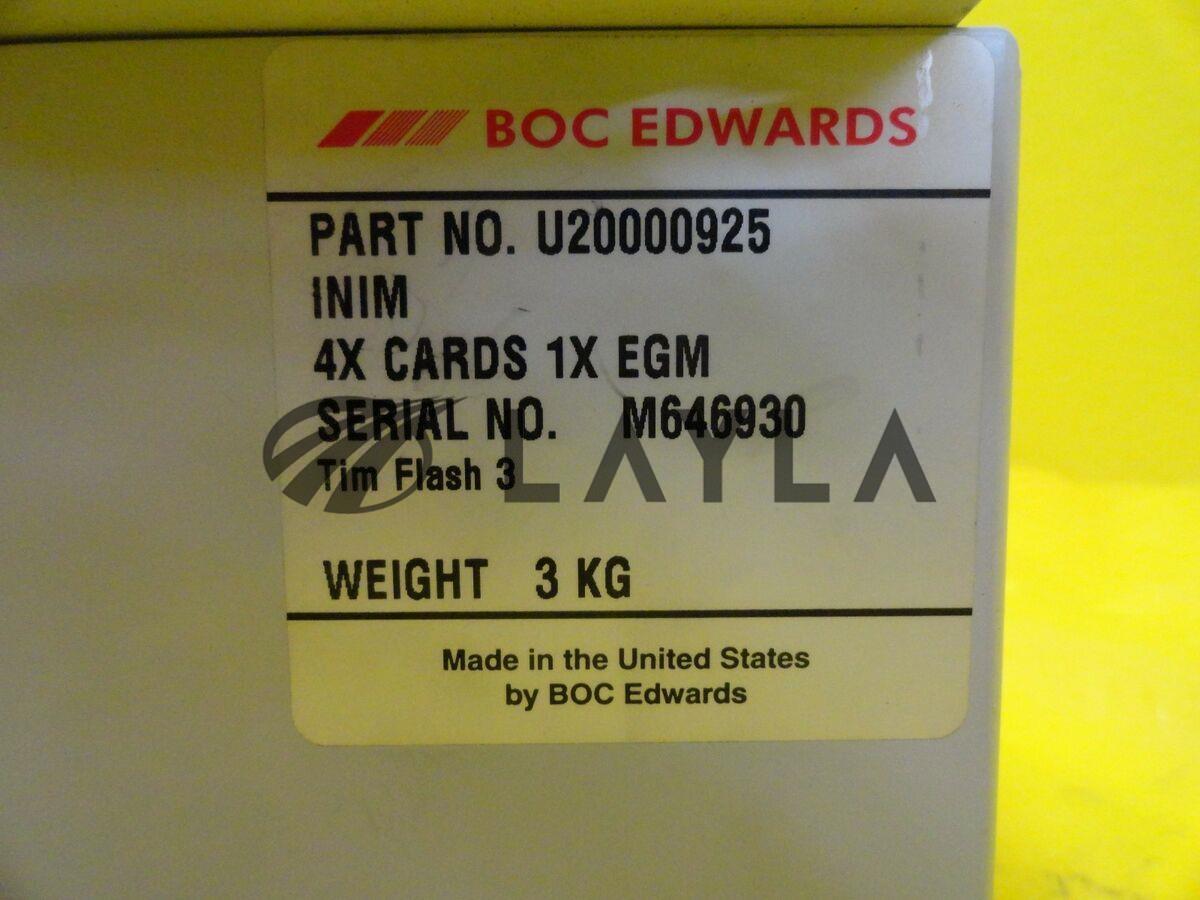 BOC EDWARDS
PART NO. U20000925
INIM
4X CARDS 1X EGM
SERIAL NO. M646930
Tim Flash 3
LAYLA
WEIGHT 3 KG
Made in the United States
by BOC Edwards